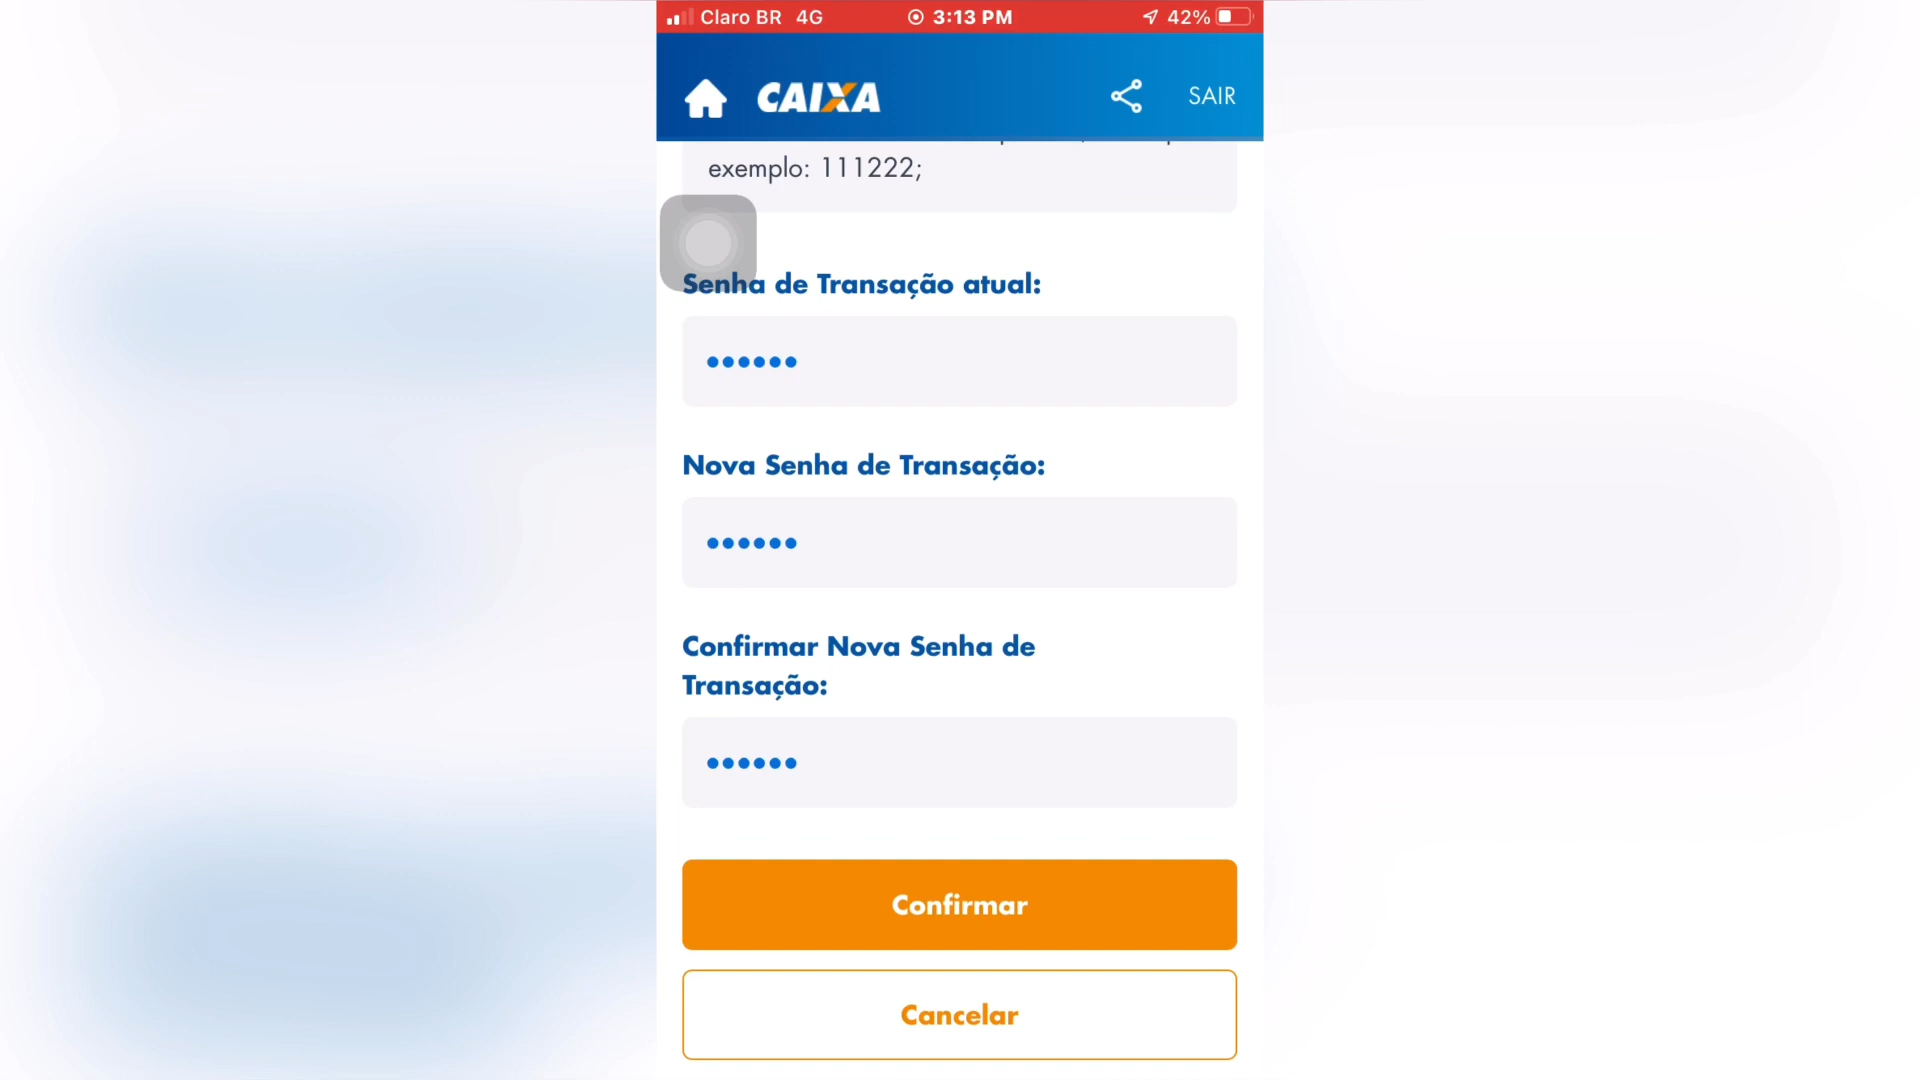 Claro BR 4G 3:13 PM 42%
CAIXA SAIR
exemplo: 111222;
Senha de Transação atual:
••••••
Nova Senha de Transação:
••••••
Confirmar Nova Senha de
Transação:
••••••
Confirmar
Cancelar